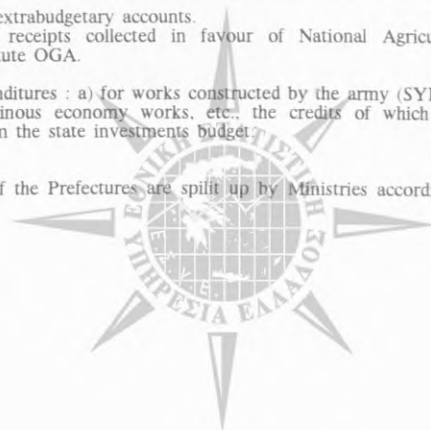 extrabudgetary accounts.
receipts collected in favour of National Agricu
ute OGA.
nditures : a) for works constructed by the army (SYI
inous economy works, etc., the credits of which
n the state investments budget.
f the Prefectures are spilit up by Ministries accordi
ΕΘΝΙΚΗ ΣΤΑΤΙΣΤΙΚΗ
ΥΠΗΡΕΣΙΑ ΕΛΛΑΔΟΣ
Ε.Σ.Υ.Ε.